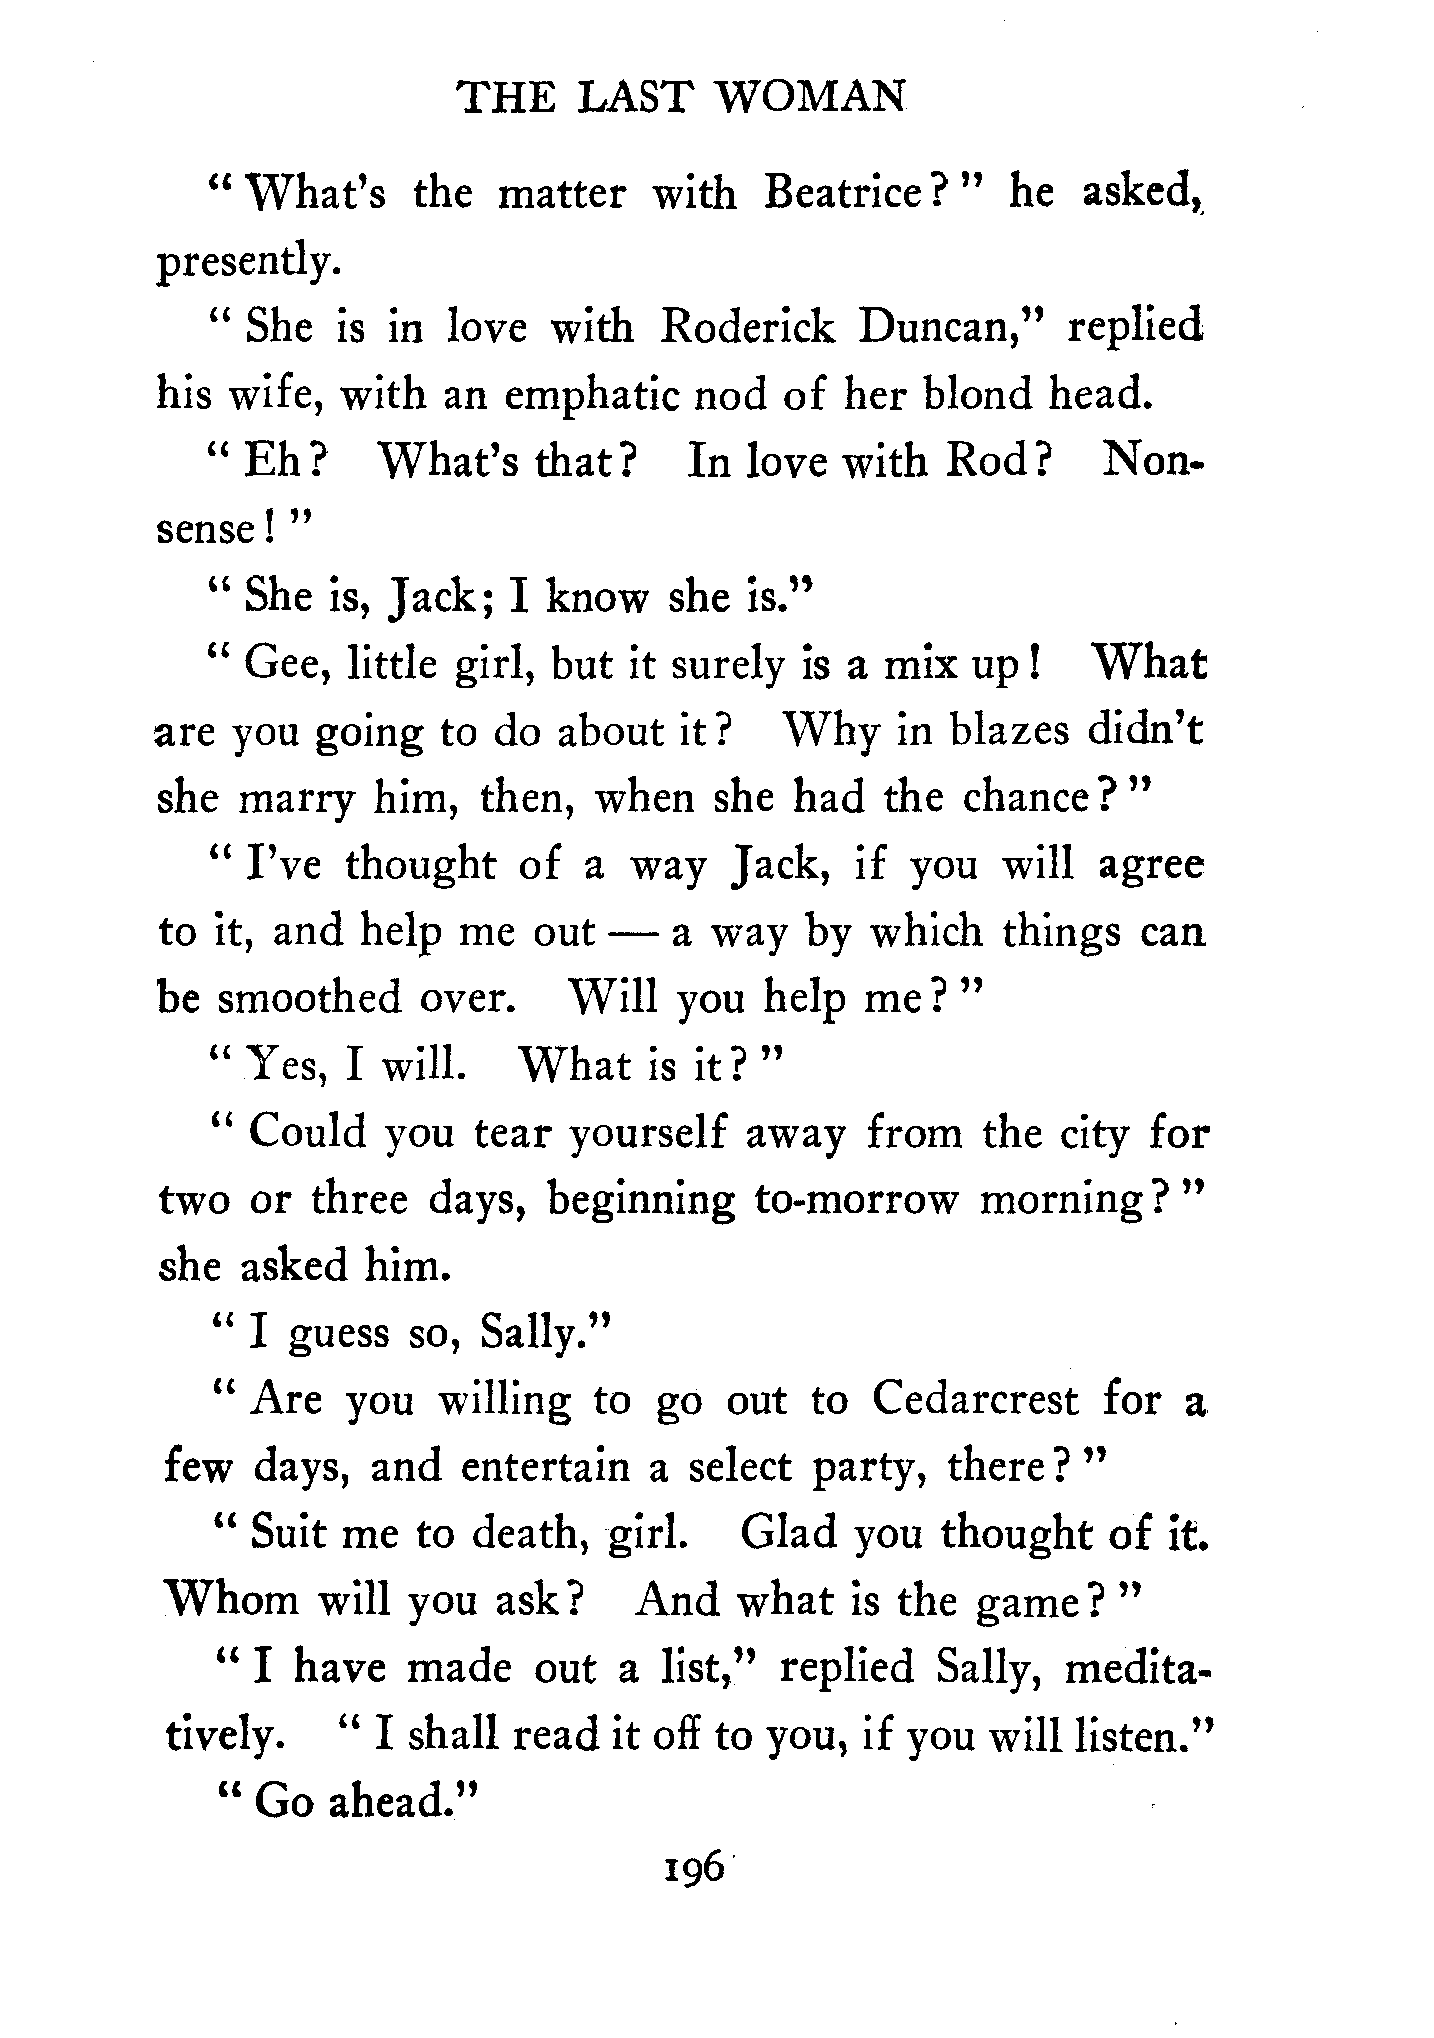 THE LAST WOMAN
" What's the matter with Beatrice? " he asked,
presently.
" She is in love with Roderick Duncan," replied
his wife, with an emphatic nod of her blond head.
" Eh? What's that? In love with Rod? Non-
sense! "
" She is, Jack; I know she is."
" Gee, little girl, but it surely is a mix up! What
are you going to do about it? Why in blazes didn't
she marry him, then, when she had the chance? "
" I've thought of a way Jack, if you will agree
to it, and help me out — a way by which things can
be smoothed over. Will you help me? "
" Yes, I will. What is it? "
" Could you tear yourself away from the city for
two or three days, beginning to-morrow morning? "
she asked him.
" I guess so, Sally."
" Are you willing to go out to Cedarcrest for a
few days, and entertain a select party, there? "
" Suit me to death, girl. Glad you thought of it.
Whom will you ask? And what is the game? "
" I have made out a list," replied Sally, medita-
tively. " I shall read it off to you, if you will listen."
" Go ahead."
196